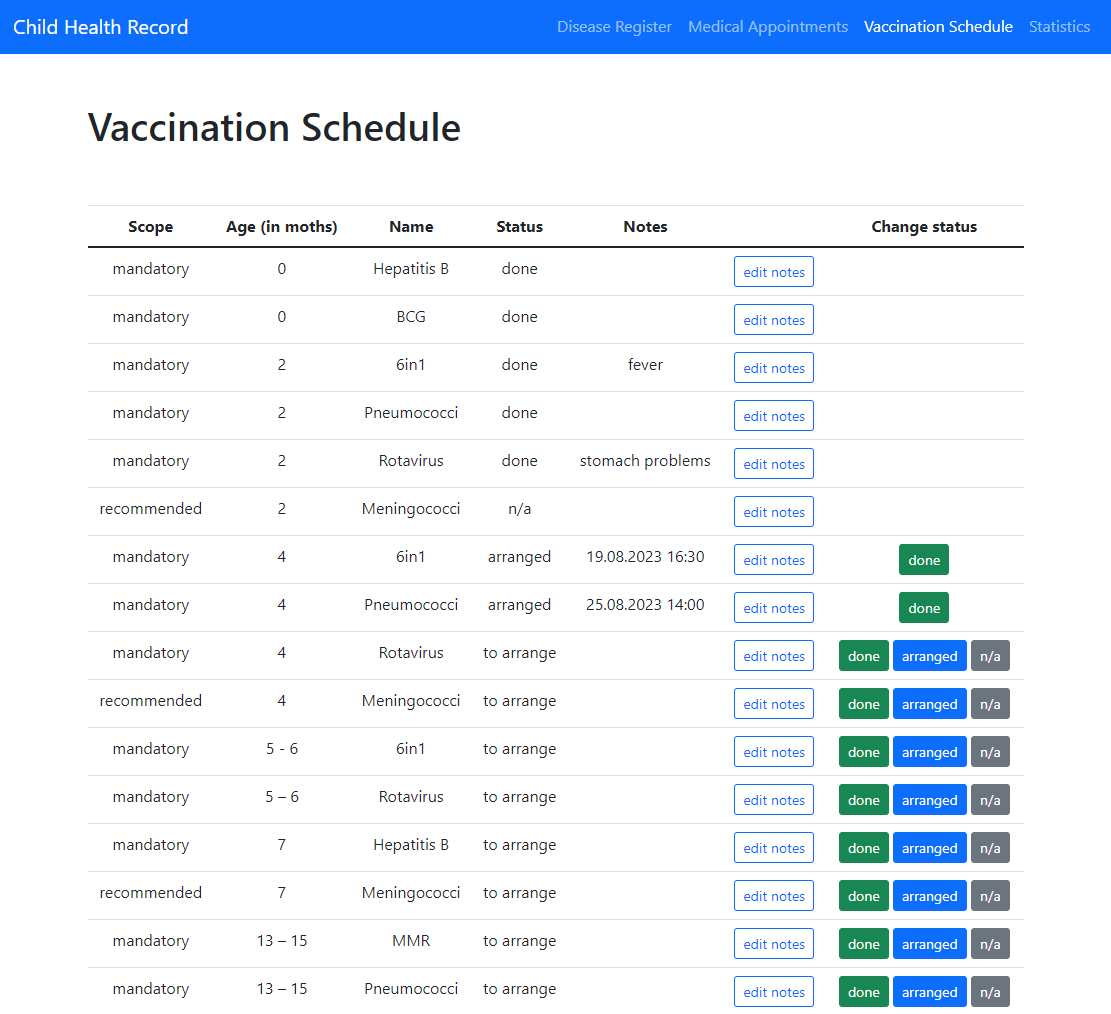 Child Health Record Disease Register Medical Appointments Vaccination Schedule Statistics
Vaccination Schedule
Scope Age (in moths) Name Status Notes Change status
mandatory 0 Hepatitis B done edit notes
mandatory 0 BCG done edit notes
mandatory 2 6in1 done fever edit notes
mandatory 2 Pneumococci done edit notes
mandatory 2 Rotavirus done stomach problems edit notes
recommended 2 Meningococci n/a edit notes
mandatory 4 6in1 arranged 19.08.2023 16:30 edit notes done
mandatory 4 Pneumococci arranged 25.08.2023 14:00 edit notes done
mandatory 4 Rotavirus to arrange edit notes done arranged n/a
recommended 4 Meningococci to arrange edit notes done arranged n/a
mandatory 5 - 6 6in1 to arrange edit notes done arranged n/a
mandatory 5 – 6 Rotavirus to arrange edit notes done arranged n/a
mandatory 7 Hepatitis B to arrange edit notes done arranged n/a
recommended 7 Meningococci to arrange edit notes done arranged n/a
mandatory 13 – 15 MMR to arrange edit notes done arranged n/a
mandatory 13 – 15 Pneumococci to arrange edit notes done arranged n/a